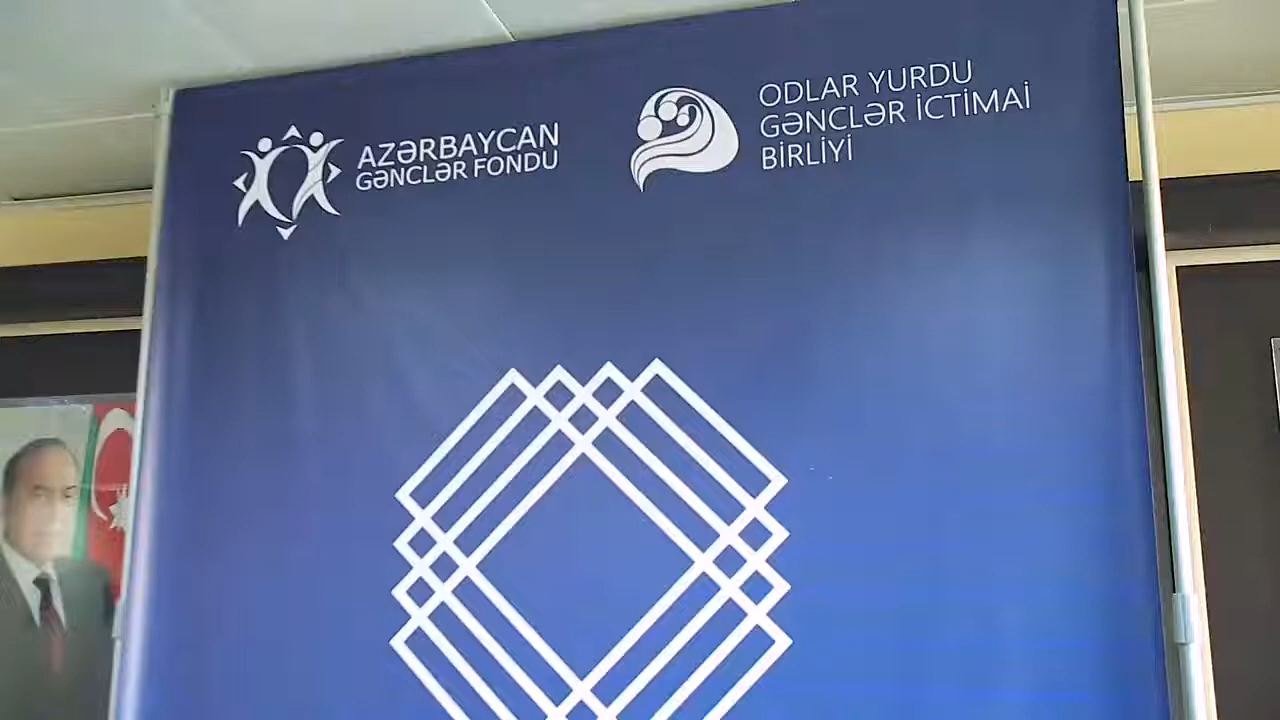 AZƏRBAYCAN
GƏNCLƏR FONDU
ODLAR YURDU
GƏNCLƏR İCTİMAİ
BİRLİYİ